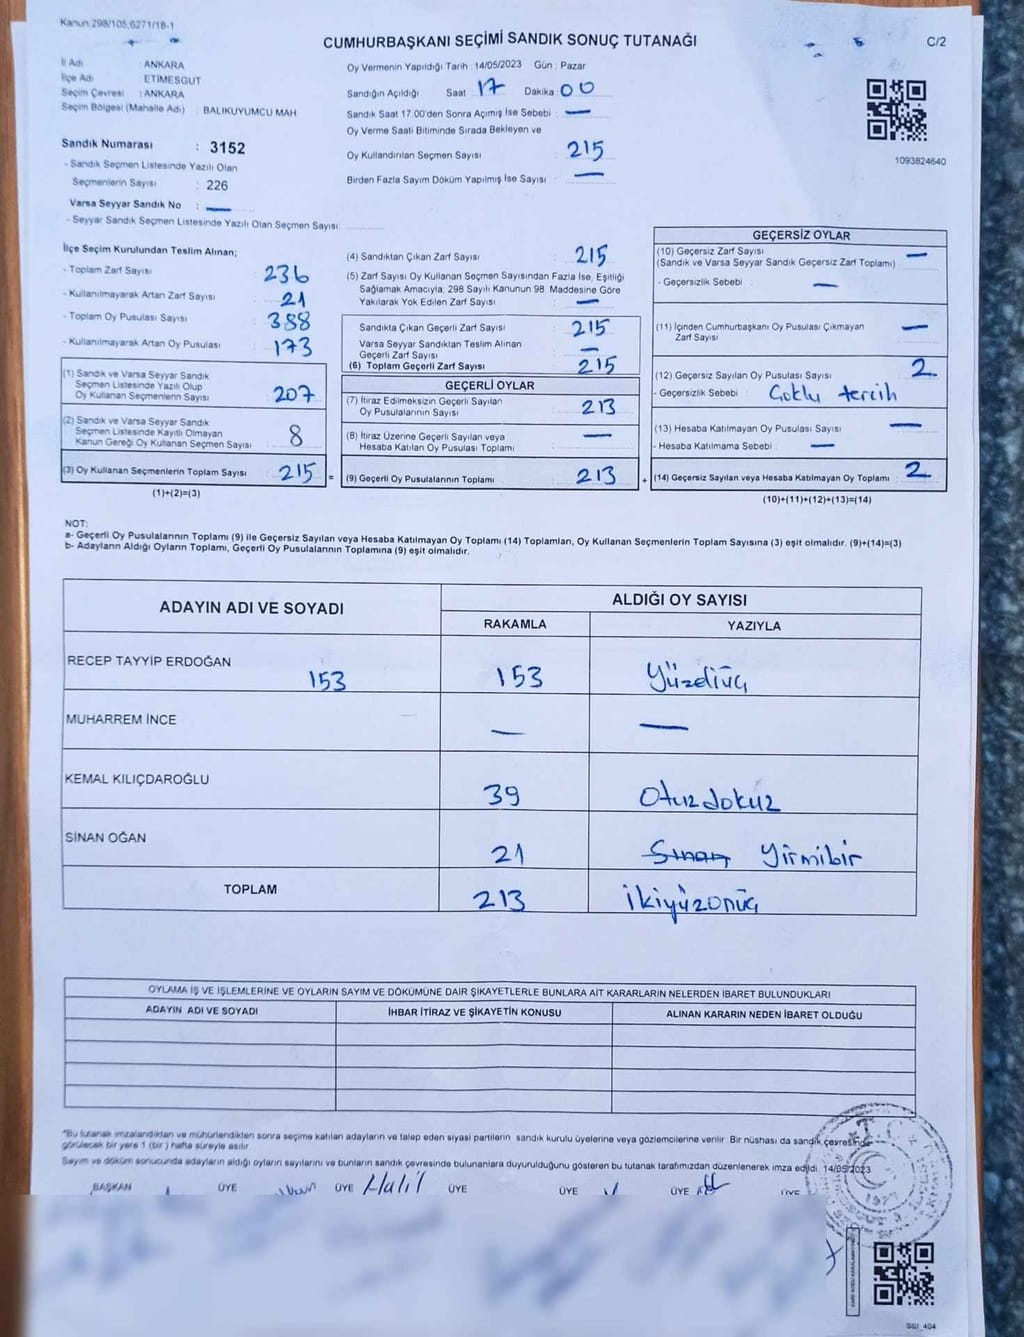 Kanun 298/105,6271/18-1
CUMHURBAŞKANI SEÇİMİ SANDIK SONUÇ TUTANAĞI
C/2
İl Adı : ANKARA
İlçe Adı : ETİMESGUT
Seçim Çevresi : ANKARA
Seçim Bölgesi (Mahalle Adı) : BALIKUYUMCU MAH
Sandık Numarası : 3152
- Sandık Seçmen Listesinde Yazılı Olan
Seçmenlerin Sayısı : 226
Varsa Seyyar Sandık No : —
- Seyyar Sandık Seçmen Listesinde Yazılı Olan Seçmen Sayısı
Oy Vermenin Yapıldığı Tarih : 14/05/2023 Gün : Pazar
Sandığın Açıldığı Saat 17 Dakika 00
Sandık Saat 17.00'den Sonra Açımış İse Sebebi : —
Oy Verme Saati Bitiminde Sırada Bekleyen ve
Oy Kullandırılan Seçmen Sayısı : 215
Birden Fazla Sayım Döküm Yapılmış İse Sayısı : —
1093824640
İlçe Seçim Kurulundan Teslim Alınan;
- Toplam Zarf Sayısı 236
- Kullanılmayarak Artan Zarf Sayısı 21
- Toplam Oy Pusulası Sayısı 388
- Kullanılmayarak Artan Oy Pusulası 173
(1) Sandık ve Varsa Seyyar Sandık
Seçmen Listesinde Yazılı Olup
Oy Kullanan Seçmenlerin Sayısı 207
(2) Sandık ve Varsa Seyyar Sandık
Seçmen Listesinde Kayıtlı Olmayan
Kanun Gereği Oy Kullanan Seçmen Sayısı 8
(3) Oy Kullanan Seçmenlerin Toplam Sayısı 215 =
(1)+(2)=(3)
(4) Sandıktan Çıkan Zarf Sayısı 215
(5) Zarf Sayısı Oy Kullanan Seçmen Sayısından Fazla İse, Eşitliği
Sağlamak Amacıyla, 298 Sayılı Kanunun 98. Maddesine Göre
Yakılarak Yok Edilen Zarf Sayısı —
Sandıkta Çıkan Geçerli Zarf Sayısı 215
Varsa Seyyar Sandıktan Teslim Alınan
Geçerli Zarf Sayısı —
(6) Toplam Geçerli Zarf Sayısı 215
GEÇERLİ OYLAR
(7) İtiraz Edilmeksizin Geçerli Sayılan
Oy Pusulalarının Sayısı 213
(8) İtiraz Üzerine Geçerli Sayılan veya
Hesaba Katılan Oy Pusulası Toplamı —
(9) Geçerli Oy Pusulalarının Toplamı 213 +
GEÇERSİZ OYLAR
(10) Geçersiz Zarf Sayısı
(Sandık ve Varsa Seyyar Sandık Geçersiz Zarf Toplamı) —
- Geçersizlik Sebebi : —
(11) İçinden Cumhurbaşkanı Oy Pusulası Çıkmayan
Zarf Sayısı —
(12) Geçersiz Sayılan Oy Pusulası Sayısı 2
- Geçersizlik Sebebi : Çoklu tercih
(13) Hesaba Katılmayan Oy Pusulası Sayısı —
- Hesaba Katılmama Sebebi : —
(14) Geçersiz Sayılan veya Hesaba Katılmayan Oy Toplamı 2
(10)+(11)+(12)+(13)=(14)
NOT:
a- Geçerli Oy Pusulalarının Toplamı (9) ile Geçersiz Sayılan veya Hesaba Katılmayan Oy Toplamı (14) Toplamları, Oy Kullanan Seçmenlerin Toplam Sayısına (3) eşit olmalıdır. (9)+(14)=(3)
b- Adayların Aldığı Oyların Toplamı, Geçerli Oy Pusulalarının Toplamına (9) eşit olmalıdır.
ADAYIN ADI VE SOYADI
ALDIĞI OY SAYISI
RAKAMLA YAZIYLA
RECEP TAYYİP ERDOĞAN 153 153 Yüzdiüç
MUHARREM İNCE — —
KEMAL KILIÇDAROĞLU 39 Otuzdokuz
SİNAN OĞAN 21 Sınan Yirmibir
TOPLAM 213 İkiyüzonüç
OYLAMA İŞ VE İŞLEMLERİNE VE OYLARIN SAYIM VE DÖKÜMÜNE DAİR ŞİKAYETLERLE BUNLARA AİT KARARLARIN NELERDEN İBARET BULUNDUKLARI
ADAYIN ADI VE SOYADI İHBAR İTİRAZ VE ŞİKAYETİN KONUSU ALINAN KARARIN NEDEN İBARET OLDUĞU
"Bu tutanak imzalandıktan ve mühürlendikten sonra seçime katılan adayların ve talep eden siyasi partilerin sandık kurulu üyelerine veya gözlemcilerine verilir. Bir nüshası da sandık çevresinde
görülecek bir yere 1 (bir) hafta süreyle asılır.
Sayım ve döküm sonucunda adayların aldığı oyların sayılarını ve bunların sandık çevresinde bulunanlara duyurulduğunu gösteren bu tutanak tarafımızdan düzenlenerek imza edildi. 14/05/2023
BAŞKAN ÜYE ÜYE Halil ÜYE ÜYE ÜYE ÜYE
T.C.
SSI_404